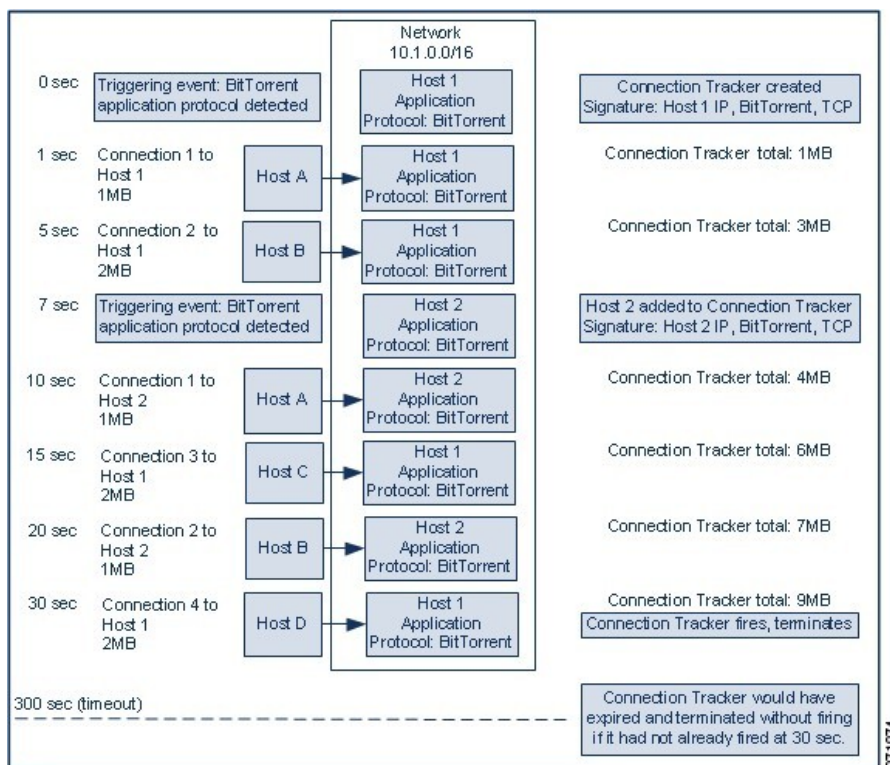 Network
10.1.0.0/16
0 sec
Triggering event: BitTorrent
application protocol detected
Host 1
Application
Protocol: BitTorrent
Connection Tracker created
Signature: Host 1 IP, BitTorrent, TCP
1 sec
Connection 1 to
Host 1
1MB
Host A
Host 1
Application
Protocol: BitTorrent
Connection Tracker total: 1MB
5 sec
Connection 2 to
Host 1
2MB
Host B
Host 1
Application
Protocol: BitTorrent
Connection Tracker total: 3MB
7 sec
Triggering event: BitTorrent
application protocol detected
Host 2
Application
Protocol: BitTorrent
Host 2 added to Connection Tracker
Signature: Host 2 IP, BitTorrent, TCP
10 sec
Connection 1 to
Host 2
1MB
Host A
Host 2
Application
Protocol: BitTorrent
Connection Tracker total: 4MB
15 sec
Connection 3 to
Host 1
2MB
Host C
Host 1
Application
Protocol: BitTorrent
Connection Tracker total: 6MB
20 sec
Connection 2 to
Host 2
1MB
Host B
Host 2
Application
Protocol: BitTorrent
Connection Tracker total: 7MB
30 sec
Connection 4 to
Host 1
2MB
Host D
Host 1
Application
Protocol: BitTorrent
Connection Tracker total: 9MB
Connection Tracker fires, terminates
300 sec (timeout)
Connection Tracker would have
expired and terminated without firing
if it had not already fired at 30 sec.